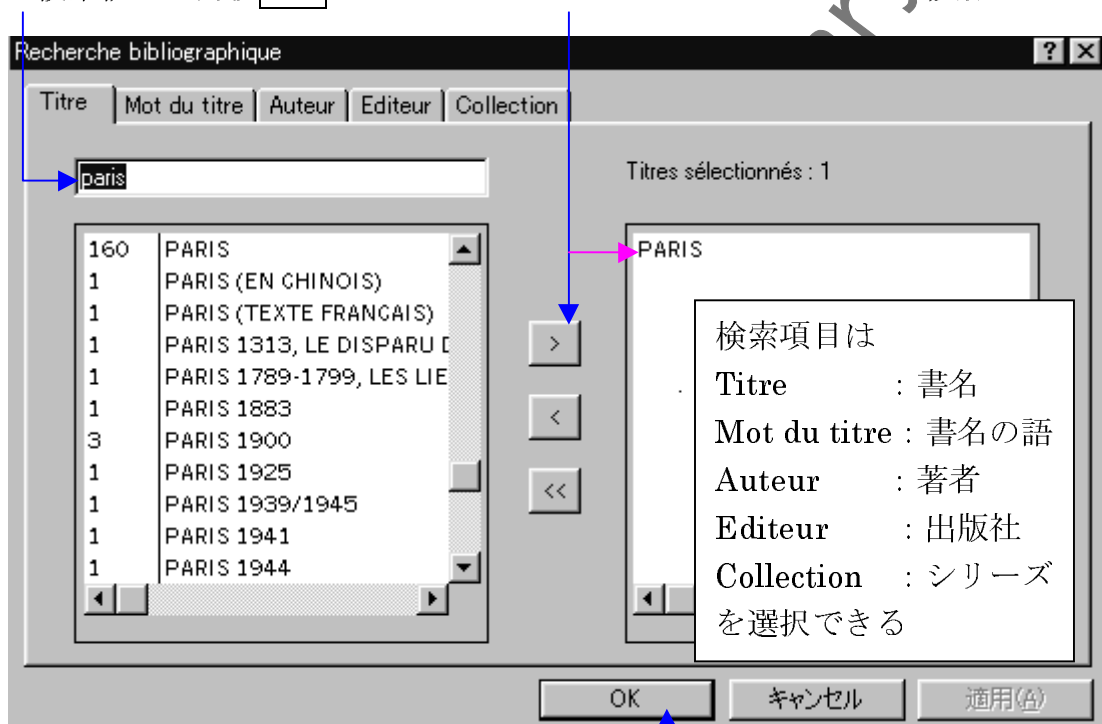 Recherche bibliographique
Titre Mot du titre Auteur Editeur Collection
paris
Titres sélectionnés : 1
160 PARIS
1 PARIS (EN CHINOIS)
1 PARIS (TEXTE FRANCAIS)
1 PARIS 1313, LE DISPARU D
1 PARIS 1789-1799, LES LIE
1 PARIS 1883
3 PARIS 1900
1 PARIS 1925
1 PARIS 1939/1945
1 PARIS 1941
1 PARIS 1944
>
<
<<
PARIS
検索項目は
Titre : 書名
Mot du titre : 書名の語
Auteur : 著者
Editeur : 出版社
Collection : シリーズ
を選択できる
OK キャンセル 適用(A)